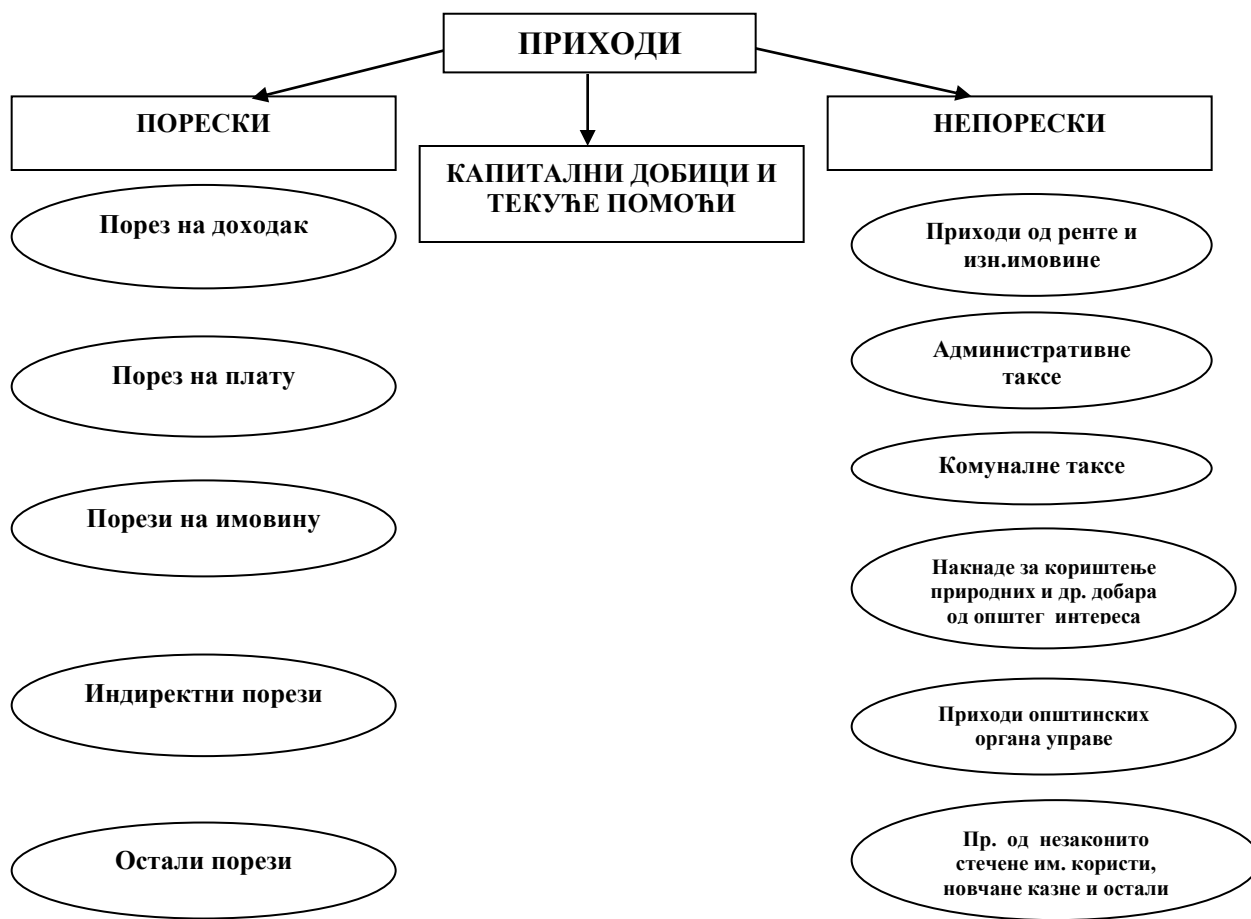 ПРИХОДИ
ПОРЕСКИ
КАПИТАЛНИ ДОБИЦИ И
ТЕКУЋЕ ПОМОЋИ
НЕПОРЕСКИ
Порез на доходак
Порез на плату
Порези на имовину
Индиректни порези
Остали порези
Приходи од ренте и
изн.имовине
Административне
таксе
Комуналне таксе
Накнаде за кориштење
природних и др. добара
од општег интереса
Приходи општинских
органа управе
Пр. од незаконито
стечене им. користи,
новчане казне и остали